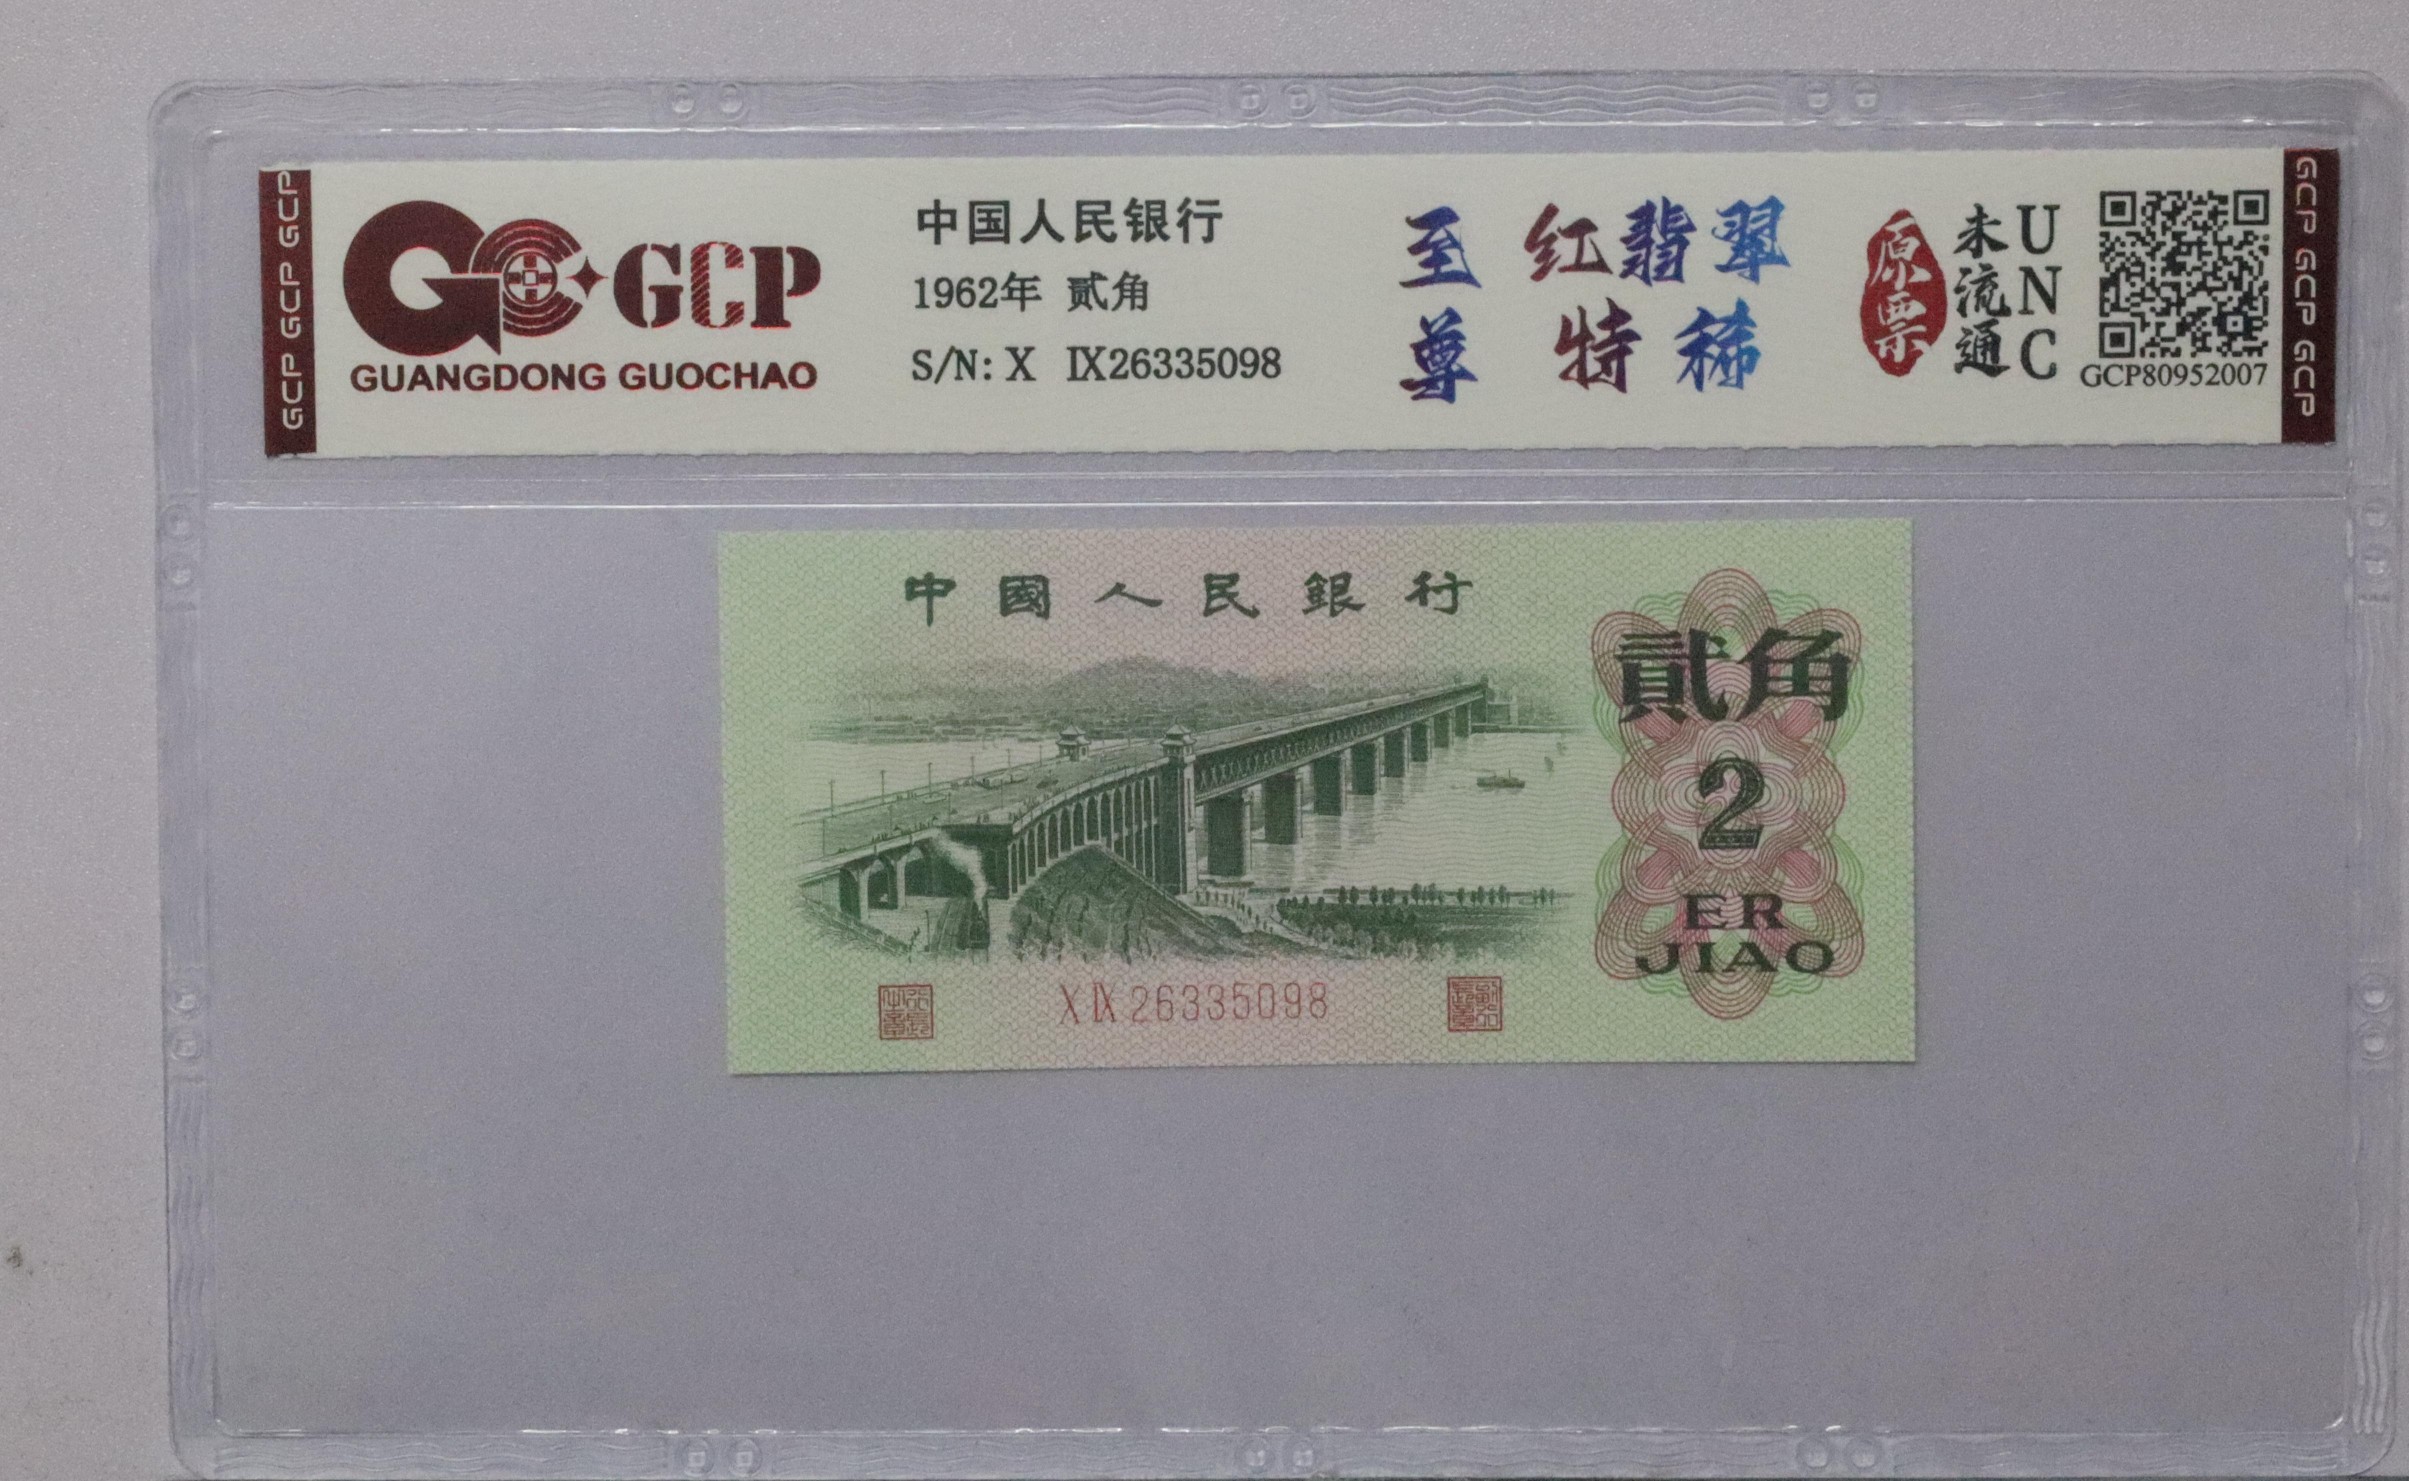 GCP GCP GCP
GCP
GUANGDONG GUOCHAO
中国人民银行
1962年 贰角
S/N: X IX26335098
至尊
红翡翠
特稀
原票
未流通
UNC
GCP80952007
GCP GCP GCP
中國人民銀行
貳角
2
ER
JIAO
X IX 26335098